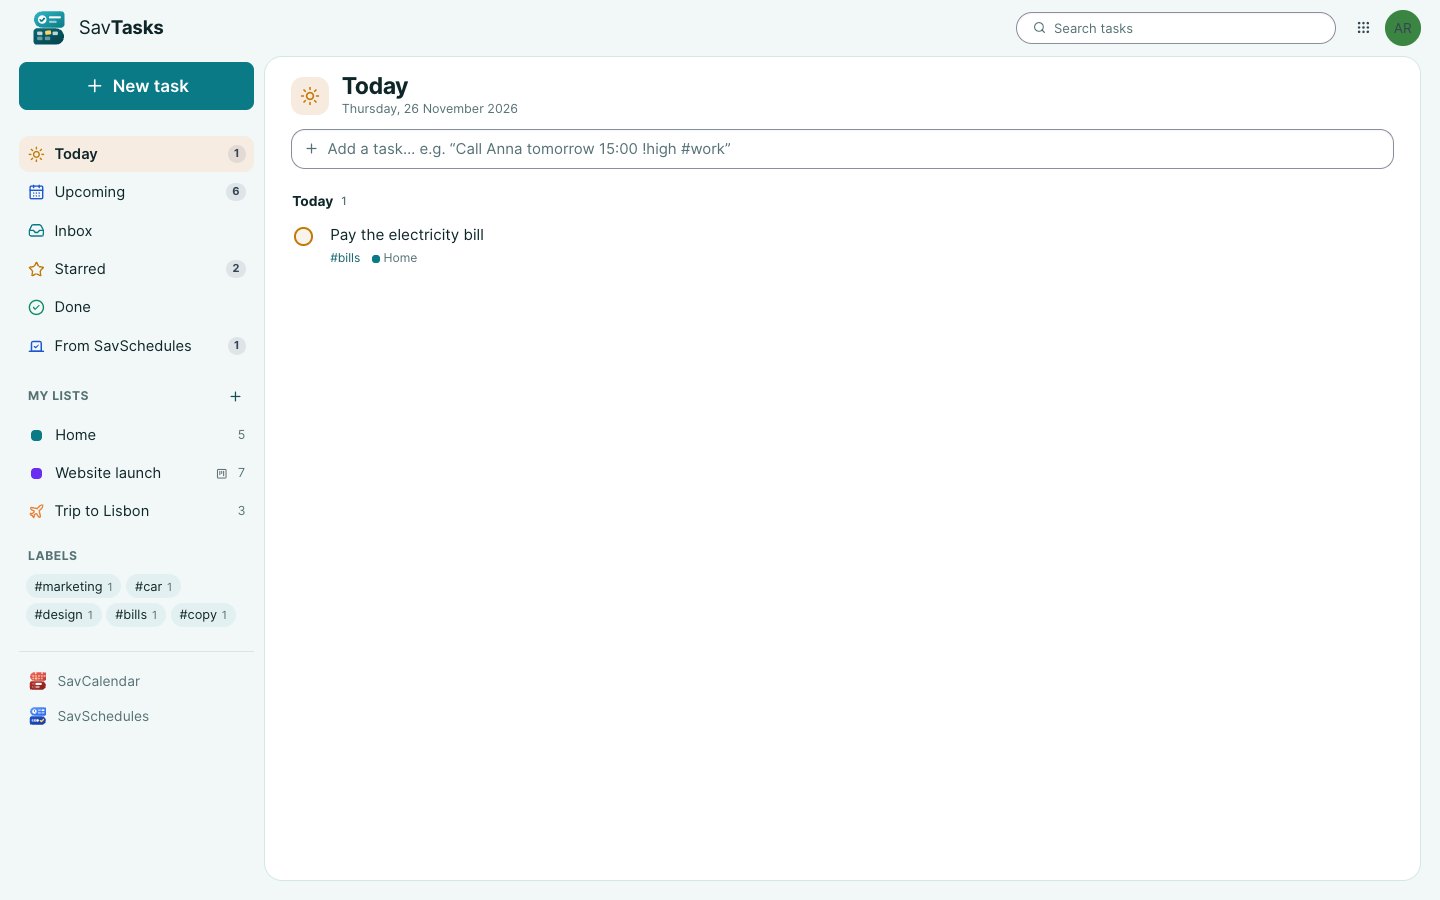 SavTasks
Search tasks
AR
New task
Today 1
Upcoming 6
Inbox
Starred 2
Done
From SavSchedules 1
MY LISTS
Home 5
Website launch 7
Trip to Lisbon 3
LABELS
#marketing 1 #car 1
#design 1 #bills 1 #copy 1
SavCalendar
SavSchedules
Today
Thursday, 26 November 2026
Add a task... e.g. “Call Anna tomorrow 15:00 !high #work”
Today 1
Pay the electricity bill
#bills Home